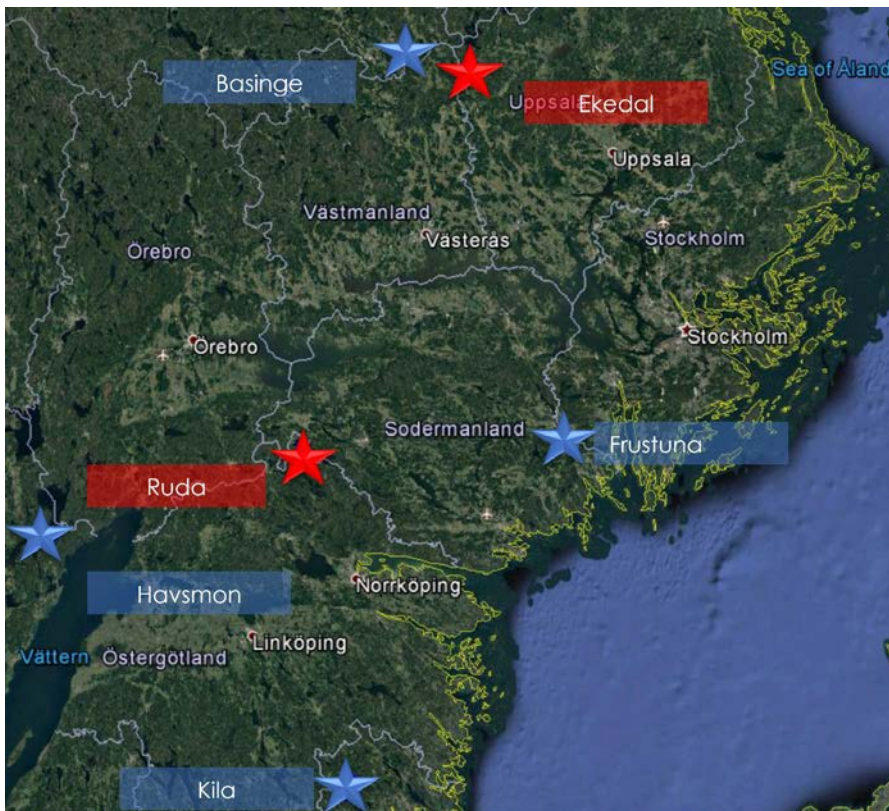 Sea of Åland
Basinge
Uppsala
Ekedal
Uppsala
Västmanland
Västerås
Stockholm
Örebro
Örebro
Stockholm
Sodermanland
Frustuna
Ruda
Havsmon
Norrköping
Linköping
Vättern
Östergötland
Kila